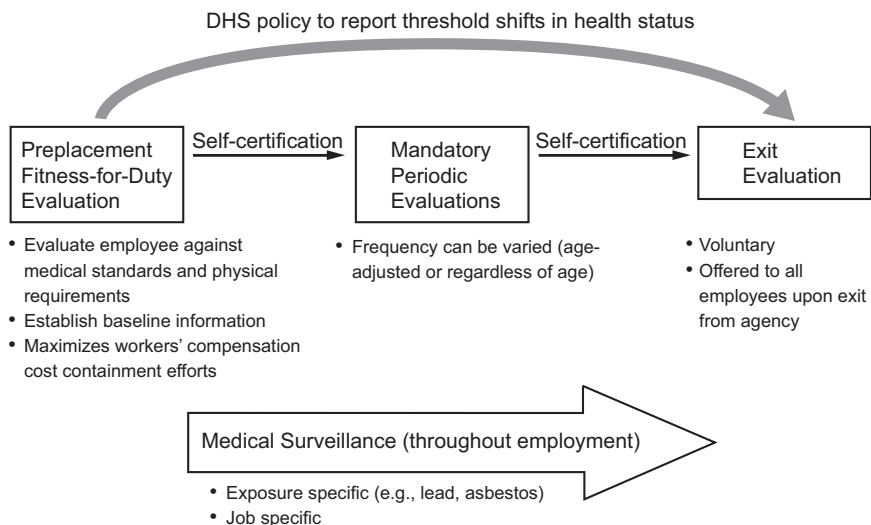 DHS policy to report threshold shifts in health status
Preplacement
Fitness-for-Duty
Evaluation
Self-certification
Mandatory
Periodic
Evaluations
Self-certification
Exit
Evaluation
• Evaluate employee against
medical standards and physical
requirements
• Establish baseline information
• Maximizes workers' compensation
cost containment efforts
• Frequency can be varied (age-
adjusted or regardless of age)
• Voluntary
• Offered to all
employees upon exit
from agency
Medical Surveillance (throughout employment)
• Exposure specific (e.g., lead, asbestos)
• Job specific